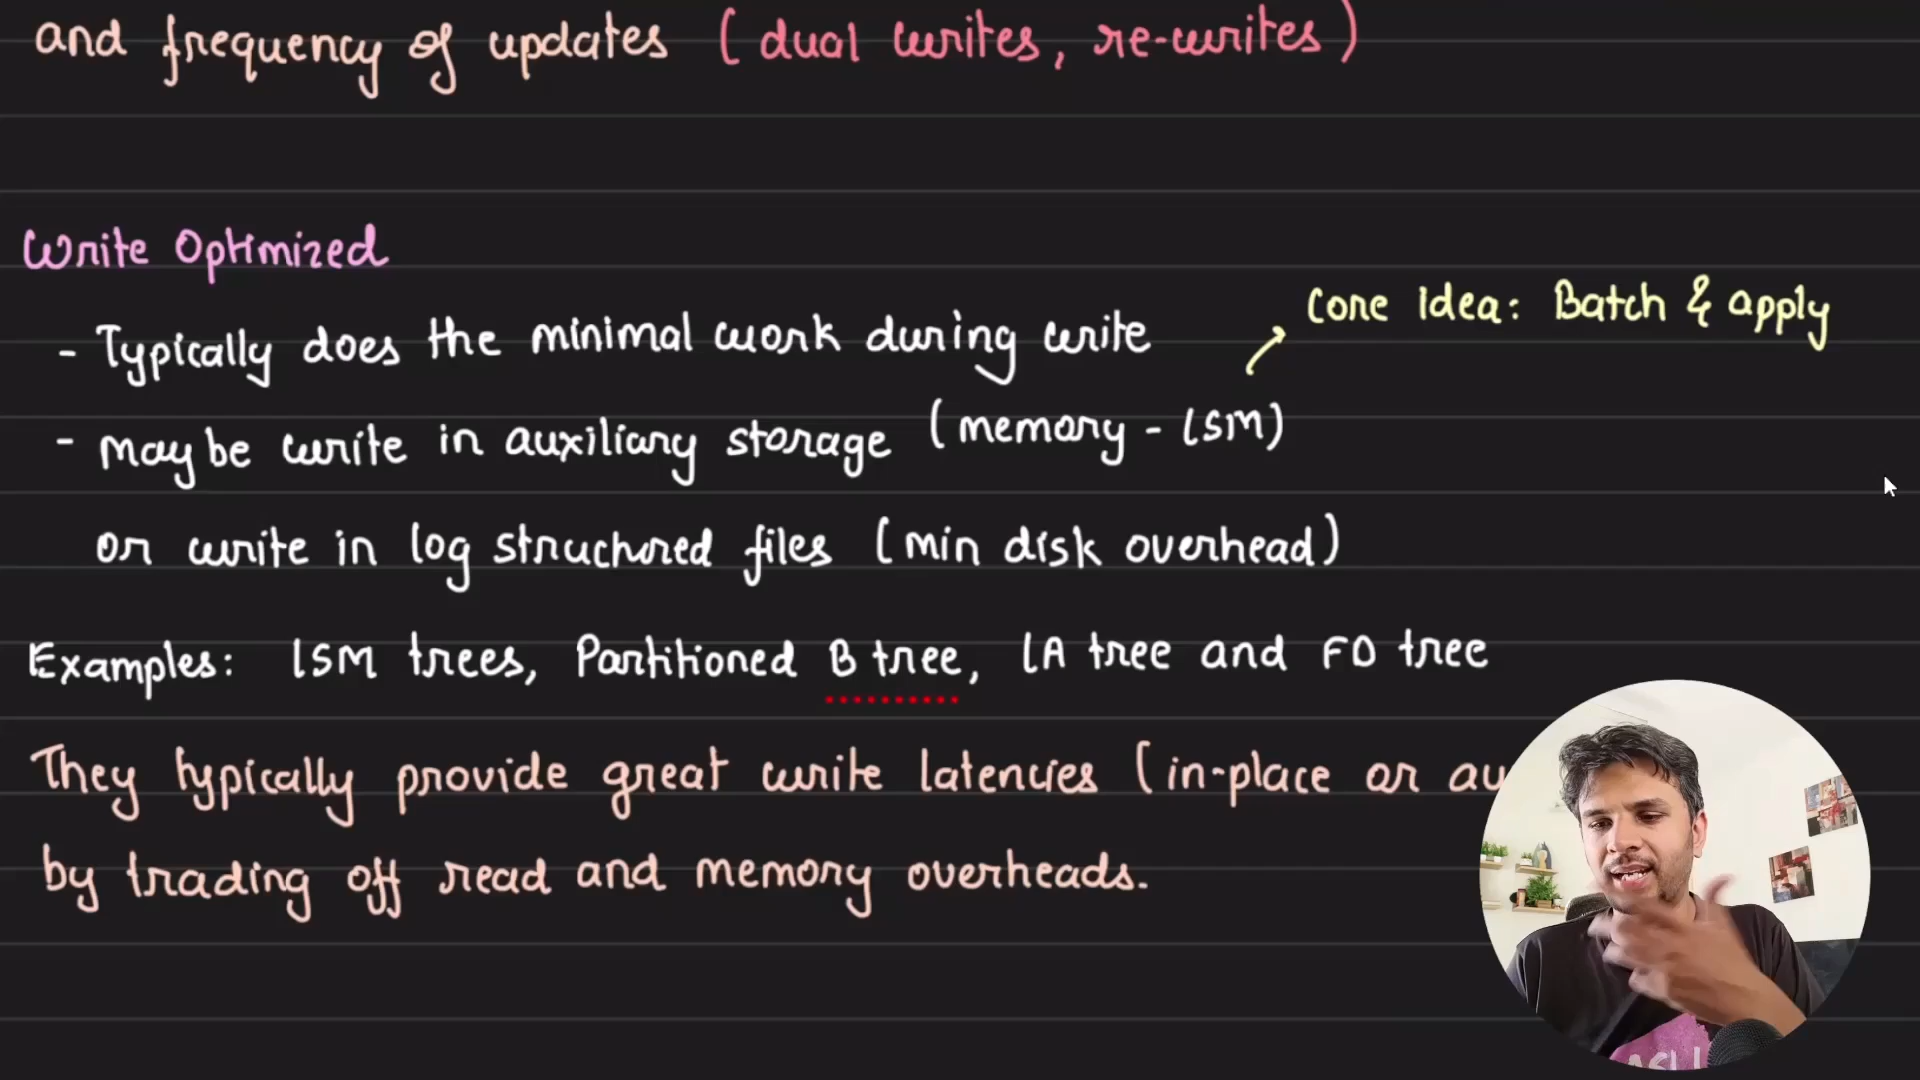 and frequency of updates (dual writes, re-writes)
Write Optimized
- Typically does the minimal work during write
Core Idea: Batch & apply
- may be write in auxiliary storage (memory - LSM)
or write in log structured files (min disk overhead)
Examples: LSM trees, Partitioned B tree, LA tree and FD tree
They typically provide great write latencies (in-place or au
by trading off read and memory overheads.